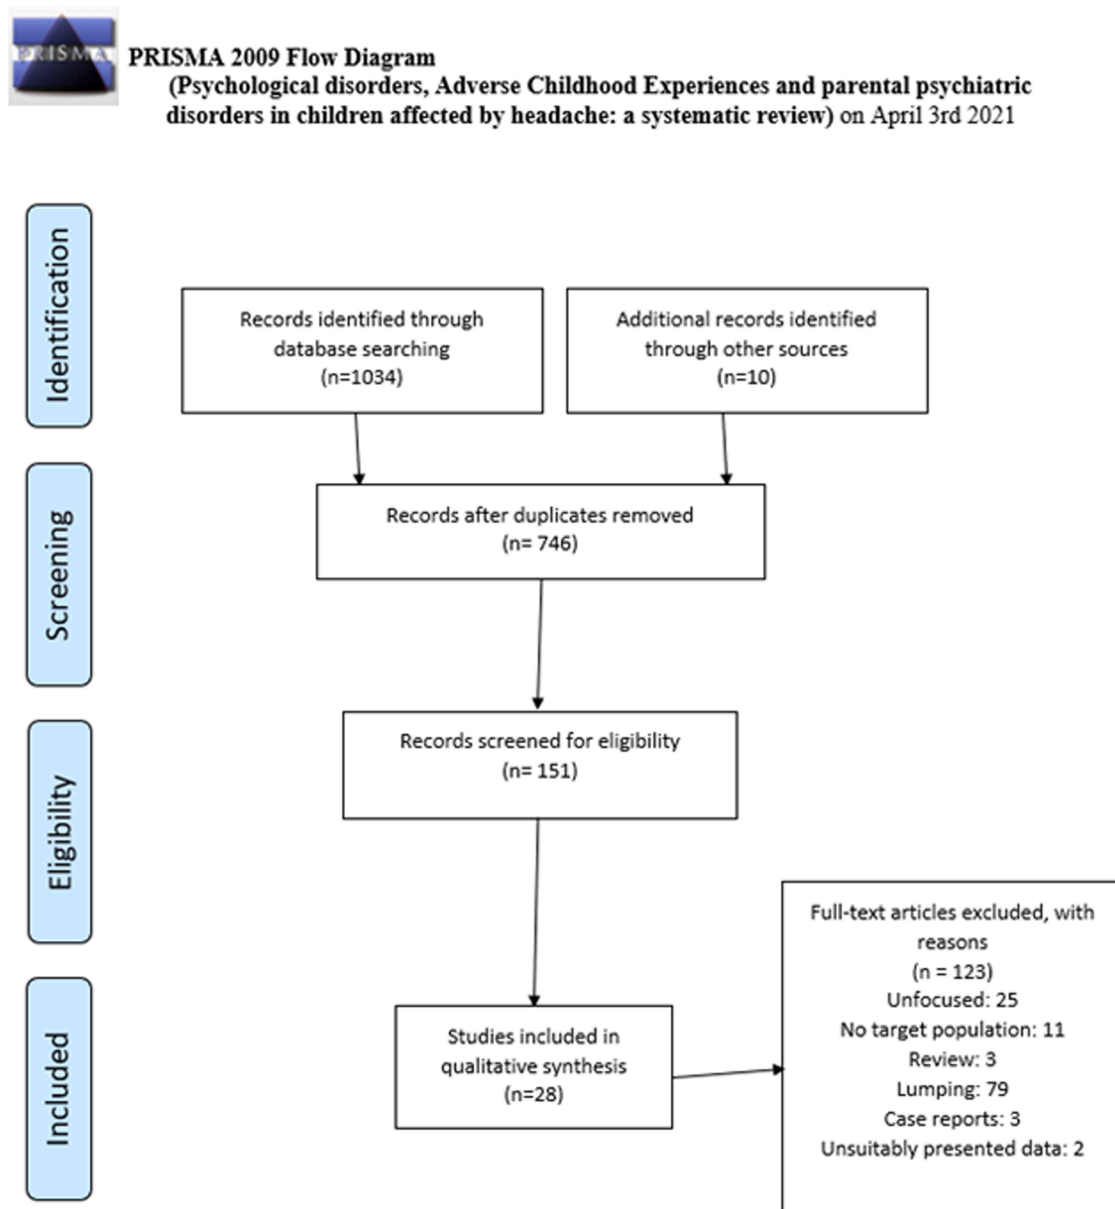 PRISMA
PRISMA 2009 Flow Diagram
(Psychological disorders, Adverse Childhood Experiences and parental psychiatric
disorders in children affected by headache: a systematic review) on April 3rd 2021
Identification
Records identified through
database searching
(n=1034)
Additional records identified
through other sources
(n=10)
Screening
Records after duplicates removed
(n= 746)
Eligibility
Records screened for eligibility
(n= 151)
Included
Studies included in
qualitative synthesis
(n=28)
Full-text articles excluded, with
reasons
(n = 123)
Unfocused: 25
No target population: 11
Review: 3
Lumping: 79
Case reports: 3
Unsuitably presented data: 2